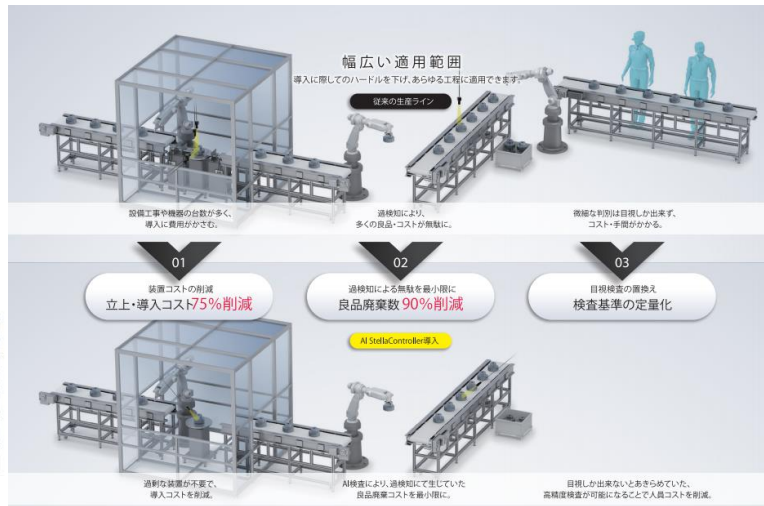 幅広い適用範囲
導入に際してのハードルを下げ、あらゆる工程に適用できます。
従来の生産ライン
設備工事や機器の台数が多く、
導入に費用がかさむ。
過検知により、
多くの良品・コストが無駄に。
微細な判別は目視しか出来ず、
コスト・手間がかかる。
01
装置コストの削減
立上・導入コスト75%削減
02
過検知による無駄を最小限に
良品廃棄数90%削減
03
目視検査の置換え
検査基準の定量化
AI StellaController導入
過剰な装置が不要で、
導入コストを削減。
AI検査により、過検知にて生じていた
良品廃棄コストを最小限に。
目視しか出来ないとあきらめていた、
高精度検査が可能になることで人員コストを削減。